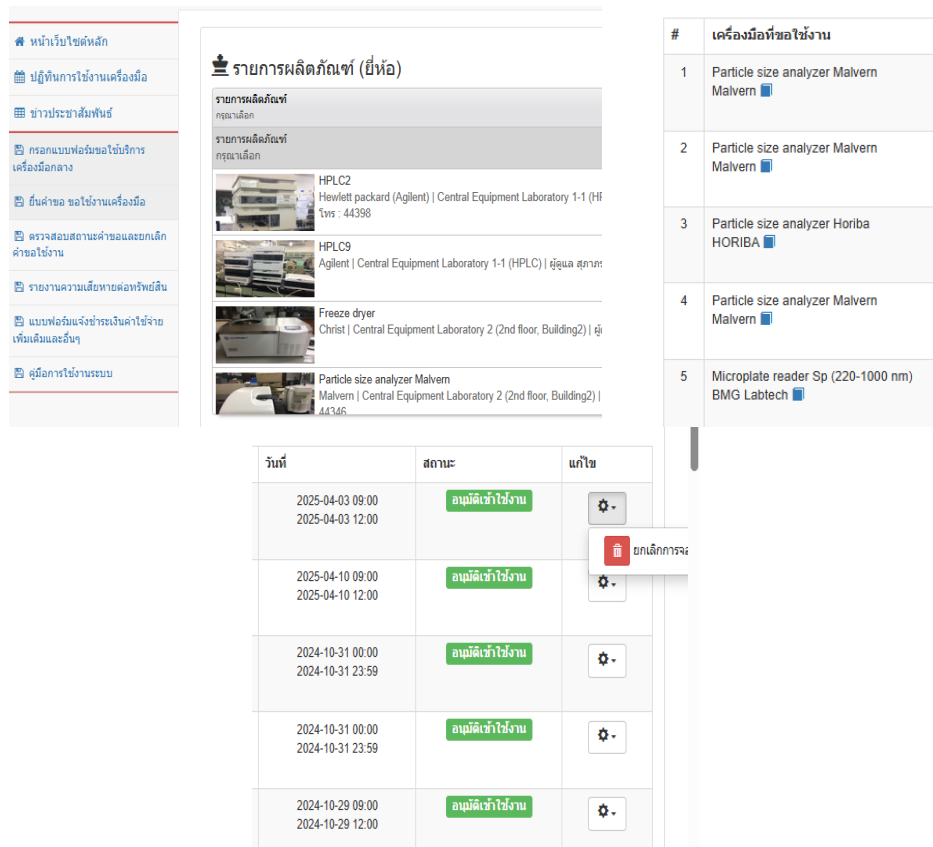 หน้าเว็บไซต์หลัก
ปฏิทินการใช้งานเครื่องมือ
ข่าวประชาสัมพันธ์
กรอกแบบฟอร์มขอใช้บริการ
เครื่องมือกลาง
ยื่นคำขอ ขอใช้งานเครื่องมือ
ตรวจสอบสถานะคำขอและยกเลิก
คำขอใช้งาน
รายงานความเสียหายต่อทรัพย์สิน
แบบฟอร์มแจ้งชำระเงินค่าใช้จ่าย
เพิ่มเติมและอื่นๆ
คู่มือการใช้งานระบบ
รายการผลิตภัณฑ์ (ยี่ห้อ)
รายการผลิตภัณฑ์
กรุณาเลือก
รายการผลิตภัณฑ์
กรุณาเลือก
HPLC2
Hewlett packard (Agilent) | Central Equipment Laboratory 1-1 (HP
โทร : 44398
HPLC9
Agilent | Central Equipment Laboratory 1-1 (HPLC) | ผู้ดูแล สุภาภร
Freeze dryer
Christ | Central Equipment Laboratory 2 (2nd floor, Building2) |
Particle size analyzer Malvern
Malvern | Central Equipment Laboratory 2 (2nd floor, Building2) |
44346
# เครื่องมือที่ขอใช้งาน
1 Particle size analyzer Malvern
Malvern
2 Particle size analyzer Malvern
Malvern
3 Particle size analyzer Horiba
HORIBA
4 Particle size analyzer Malvern
Malvern
5 Microplate reader Sp (220-1000 nm)
BMG Labtech
วันที่ สถานะ แก้ไข
2025-04-03 09:00 อนุมัติเข้าใช้งาน
2025-04-03 12:00
ยกเลิกการจอ
2025-04-10 09:00 อนุมัติเข้าใช้งาน
2025-04-10 12:00
2024-10-31 00:00 อนุมัติเข้าใช้งาน
2024-10-31 23:59
2024-10-31 00:00 อนุมัติเข้าใช้งาน
2024-10-31 23:59
2024-10-29 09:00 อนุมัติเข้าใช้งาน
2024-10-29 12:00